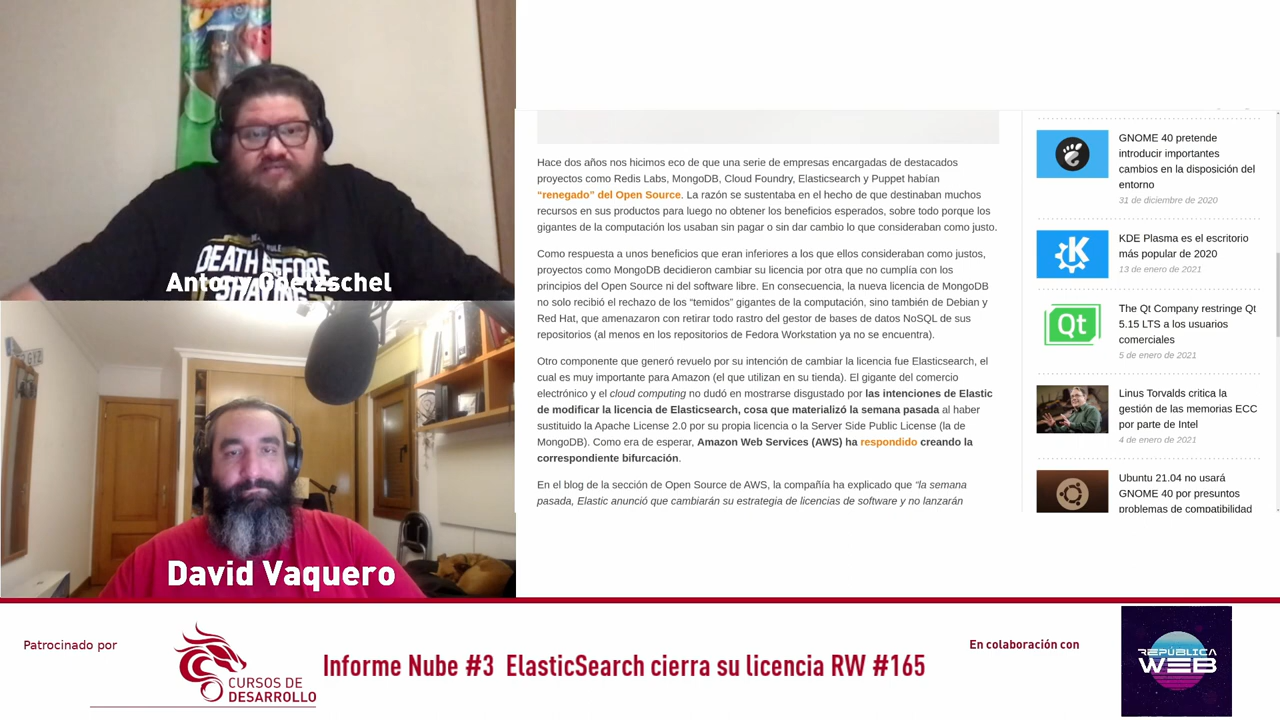 DEATH BEFORE
SHAVING
Antony Goetzschel
David Vaquero
Hace dos años nos hicimos eco de que una serie de empresas encargadas de destacados
proyectos como Redis Labs, MongoDB, Cloud Foundry, Elasticsearch y Puppet habían
“renegado” del Open Source. La razón se sustentaba en el hecho de que destinaban muchos
recursos en sus productos para luego no obtener los beneficios esperados, sobre todo porque los
gigantes de la computación los usaban sin pagar o sin dar cambio lo que consideraban como justo.
Como respuesta a unos beneficios que eran inferiores a los que ellos consideraban como justos,
proyectos como MongoDB decidieron cambiar su licencia por otra que no cumplía con los
principios del Open Source ni del software libre. En consecuencia, la nueva licencia de MongoDB
no solo recibió el rechazo de los “temidos” gigantes de la computación, sino también de Debian y
Red Hat, que amenazaron con retirar todo rastro del gestor de bases de datos NoSQL de sus
repositorios (al menos en los repositorios de Fedora Workstation ya no se encuentra).
Otro componente que generó revuelo por su intención de cambiar la licencia fue Elasticsearch, el
cual es muy importante para Amazon (el que utilizan en su tienda). El gigante del comercio
electrónico y el cloud computing no dudó en mostrarse disgustado por las intenciones de Elastic
de modificar la licencia de Elasticsearch, cosa que materializó la semana pasada al haber
sustituido la Apache License 2.0 por su propia licencia o la Server Side Public License (la de
MongoDB). Como era de esperar, Amazon Web Services (AWS) ha respondido creando la
correspondiente bifurcación.
En el blog de la sección de Open Source de AWS, la compañía ha explicado que “la semana
pasada, Elastic anunció que cambiarán su estrategia de licencias de software y no lanzarán
GNOME 40 pretende
introducir importantes
cambios en la disposición del
entorno
31 de diciembre de 2020
KDE Plasma es el escritorio
más popular de 2020
13 de enero de 2021
Qt
The Qt Company restringe Qt
5.15 LTS a los usuarios
comerciales
5 de enero de 2021
Linus Torvalds critica la
gestión de las memorias ECC
por parte de Intel
4 de enero de 2021
Ubuntu 21.04 no usará
GNOME 40 por presuntos
problemas de compatibilidad
Patrocinado por
CURSOS DE
DESARROLLO
Informe Nube #3 ElasticSearch cierra su licencia RW #165
En colaboración con
REPÚBLICA
WEB